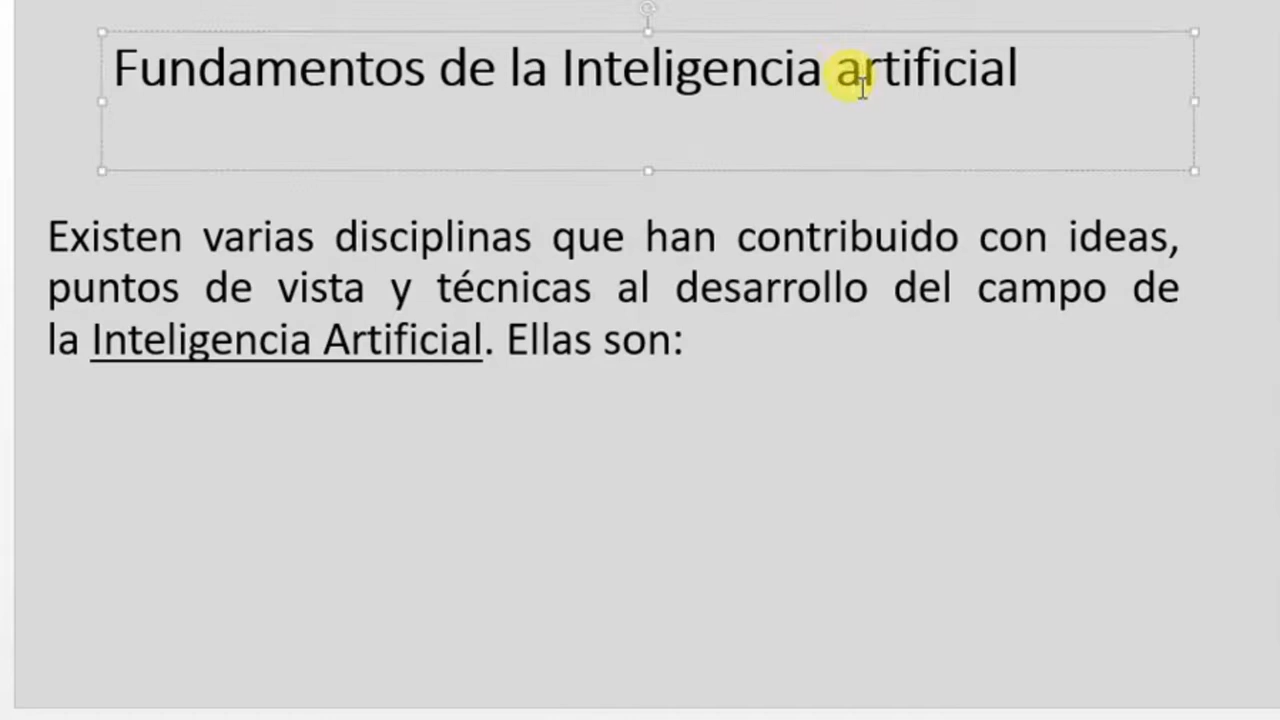 Fundamentos de la Inteligencia artificial
Existen varias disciplinas que han contribuido con ideas,
puntos de vista y técnicas al desarrollo del campo de
la Inteligencia Artificial. Ellas son: